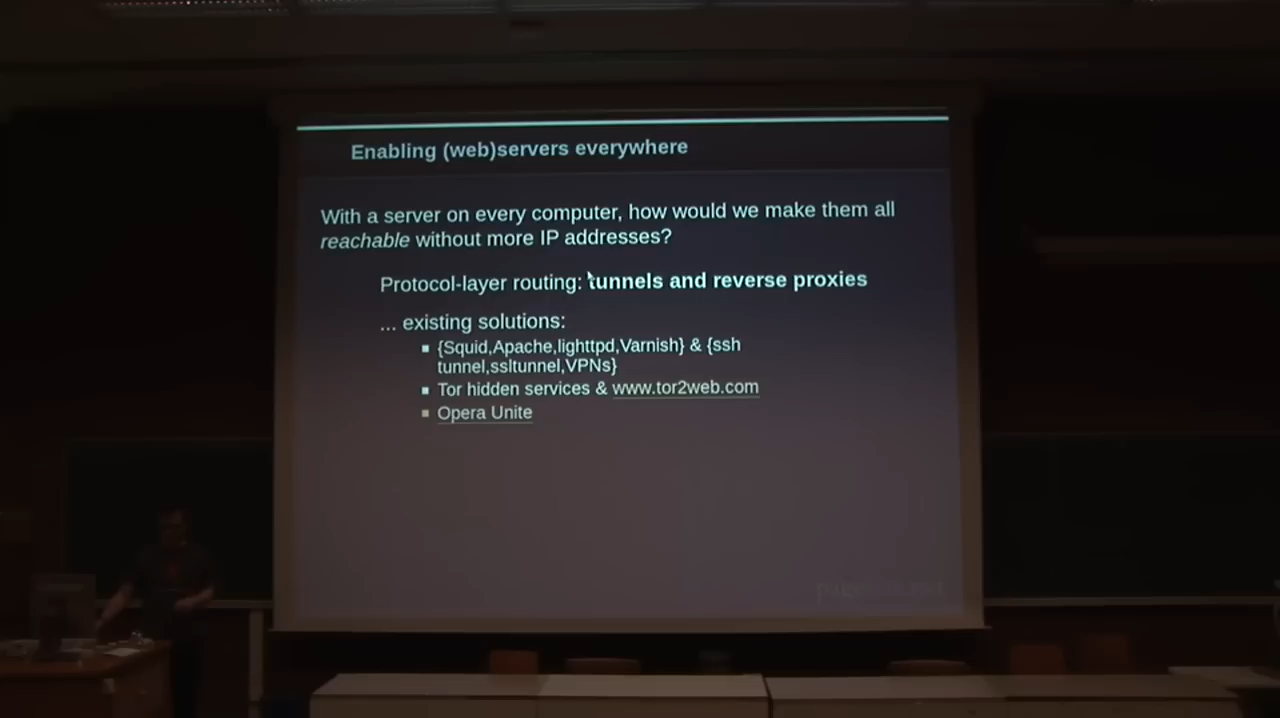 Enabling (web)servers everywhere
With a server on every computer, how would we make them all
reachable without more IP addresses?
Protocol-layer routing: tunnels and reverse proxies
... existing solutions:
{Squid,Apache,lighttpd,Varnish} & {ssh
tunnel,ssltunnel,VPNs}
Tor hidden services & www.tor2web.com
Opera Unite